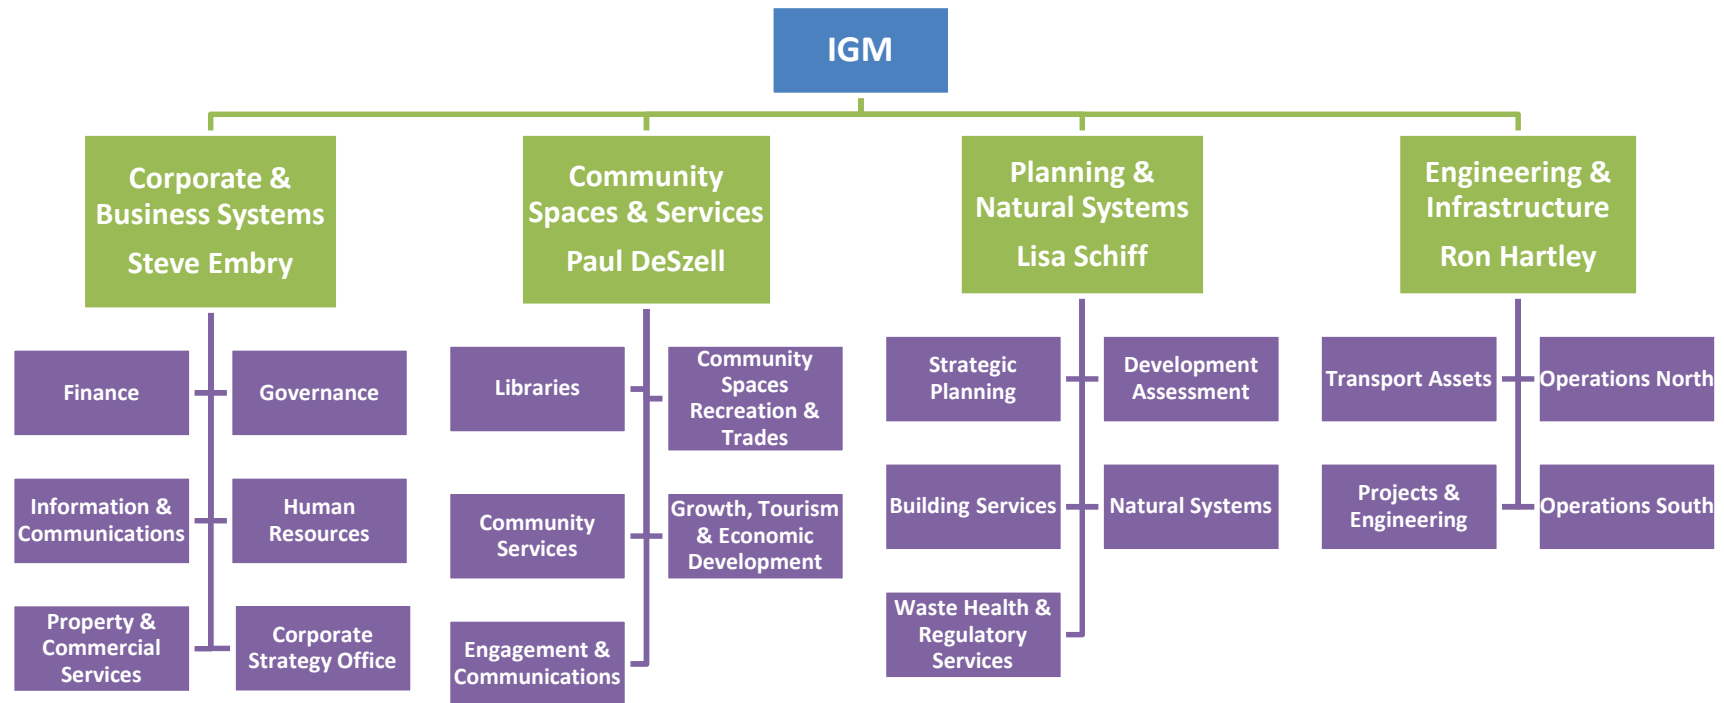 IGM
Corporate &
Business Systems
Steve Embry
Community
Spaces & Services
Paul DeSzell
Planning &
Natural Systems
Lisa Schiff
Engineering &
Infrastructure
Ron Hartley
Finance
Governance
Information &
Communications
Human
Resources
Property &
Commercial
Services
Corporate
Strategy Office
Libraries
Community
Spaces
Recreation &
Trades
Community
Services
Growth, Tourism
& Economic
Development
Engagement &
Communications
Strategic
Planning
Development
Assessment
Building Services
Natural Systems
Waste Health &
Regulatory
Services
Transport Assets
Operations North
Projects &
Engineering
Operations South